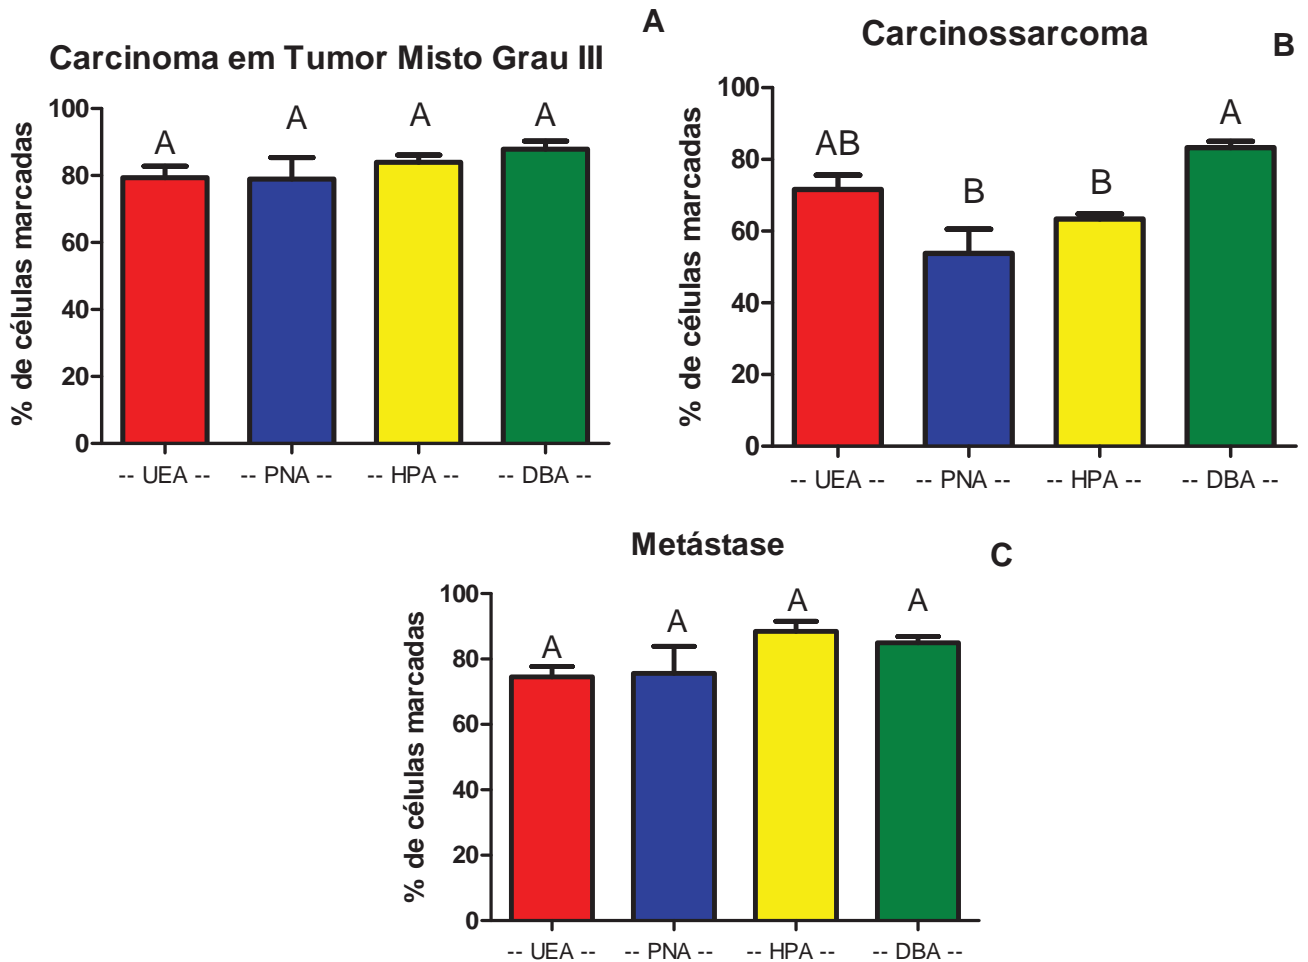 A
Carcinoma em Tumor Misto Grau III
% de células marcadas
100
80
60
40
20
0
A
A
A
A
-- UEA --
-- PNA --
-- HPA --
-- DBA --
Carcinossarcoma
B
% de células marcadas
100
80
60
40
20
0
AB
B
B
A
-- UEA --
-- PNA --
-- HPA --
-- DBA --
Metástase
C
% de células marcadas
100
80
60
40
20
0
A
A
A
A
-- UEA --
-- PNA --
-- HPA --
-- DBA --